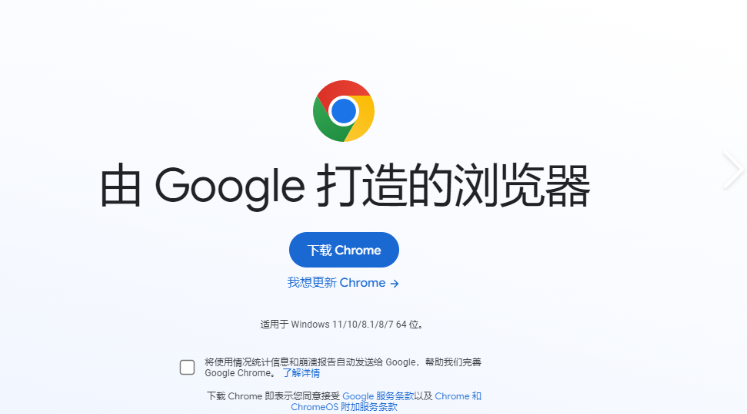 由 Google 打造的浏览器
下载 Chrome
我想更新 Chrome →
适用于 Windows 11/10/8.1/8/7 64 位。
将使用情况统计信息和崩溃报告自动发送给 Google，帮助我们完善
Google Chrome。 了解详情
下载 Chrome 即表示您同意接受 Google 服务条款以及 Chrome 和
ChromeOS 附加服务条款